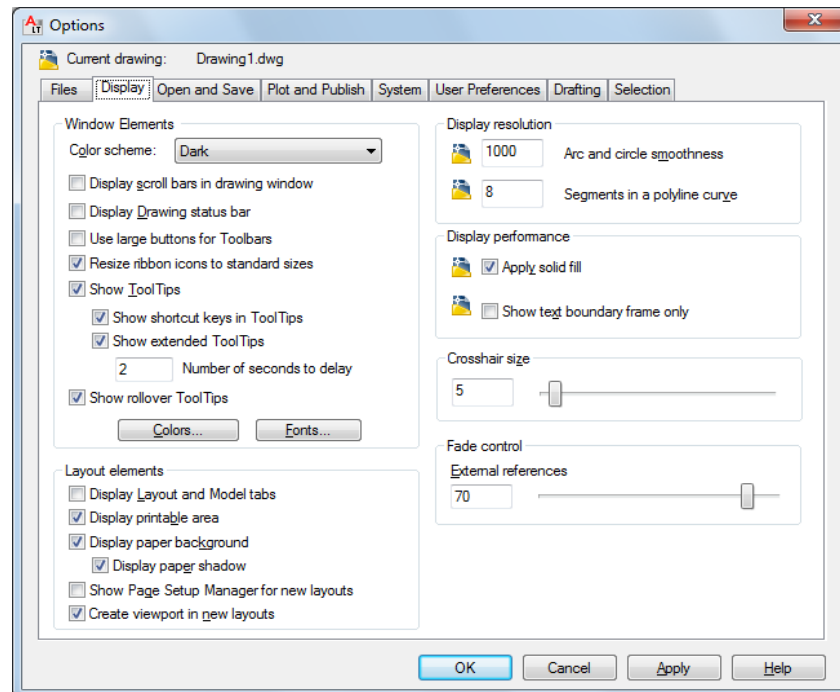 A LT Options
Current drawing: Drawing1.dwg
Files Display Open and Save Plot and Publish System User Preferences Drafting Selection
Window Elements
Color scheme: Dark
Display scroll bars in drawing window
Display Drawing status bar
Use large buttons for Toolbars
Resize ribbon icons to standard sizes
Show ToolTips
Show shortcut keys in ToolTips
Show extended ToolTips
2 Number of seconds to delay
Show rollover ToolTips
Colors... Fonts...
Layout elements
Display Layout and Model tabs
Display printable area
Display paper background
Display paper shadow
Show Page Setup Manager for new layouts
Create viewport in new layouts
Display resolution
1000 Arc and circle smoothness
8 Segments in a polyline curve
Display performance
Apply solid fill
Show text boundary frame only
Crosshair size
5
Fade control
External references
70
OK Cancel Apply Help